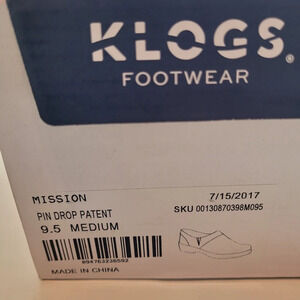 KLOGS®
FOOTWEAR
MISSION 7/15/2017
PIN DROP PATENT SKU 00130870398M095
9.5 MEDIUM
MADE IN CHINA